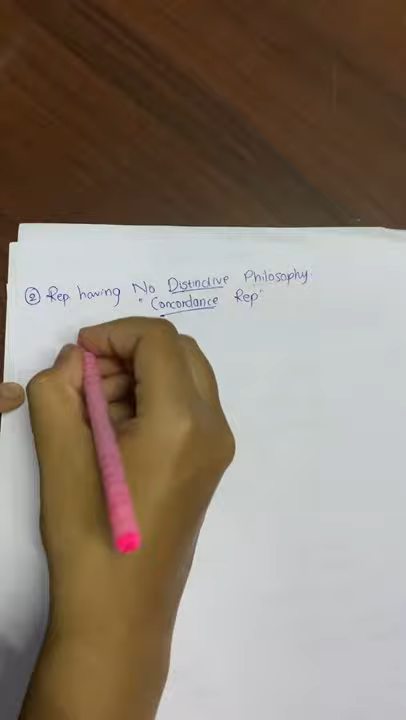 ② Rep. having No Distinctive Philosophy.
"Concordance Rep"